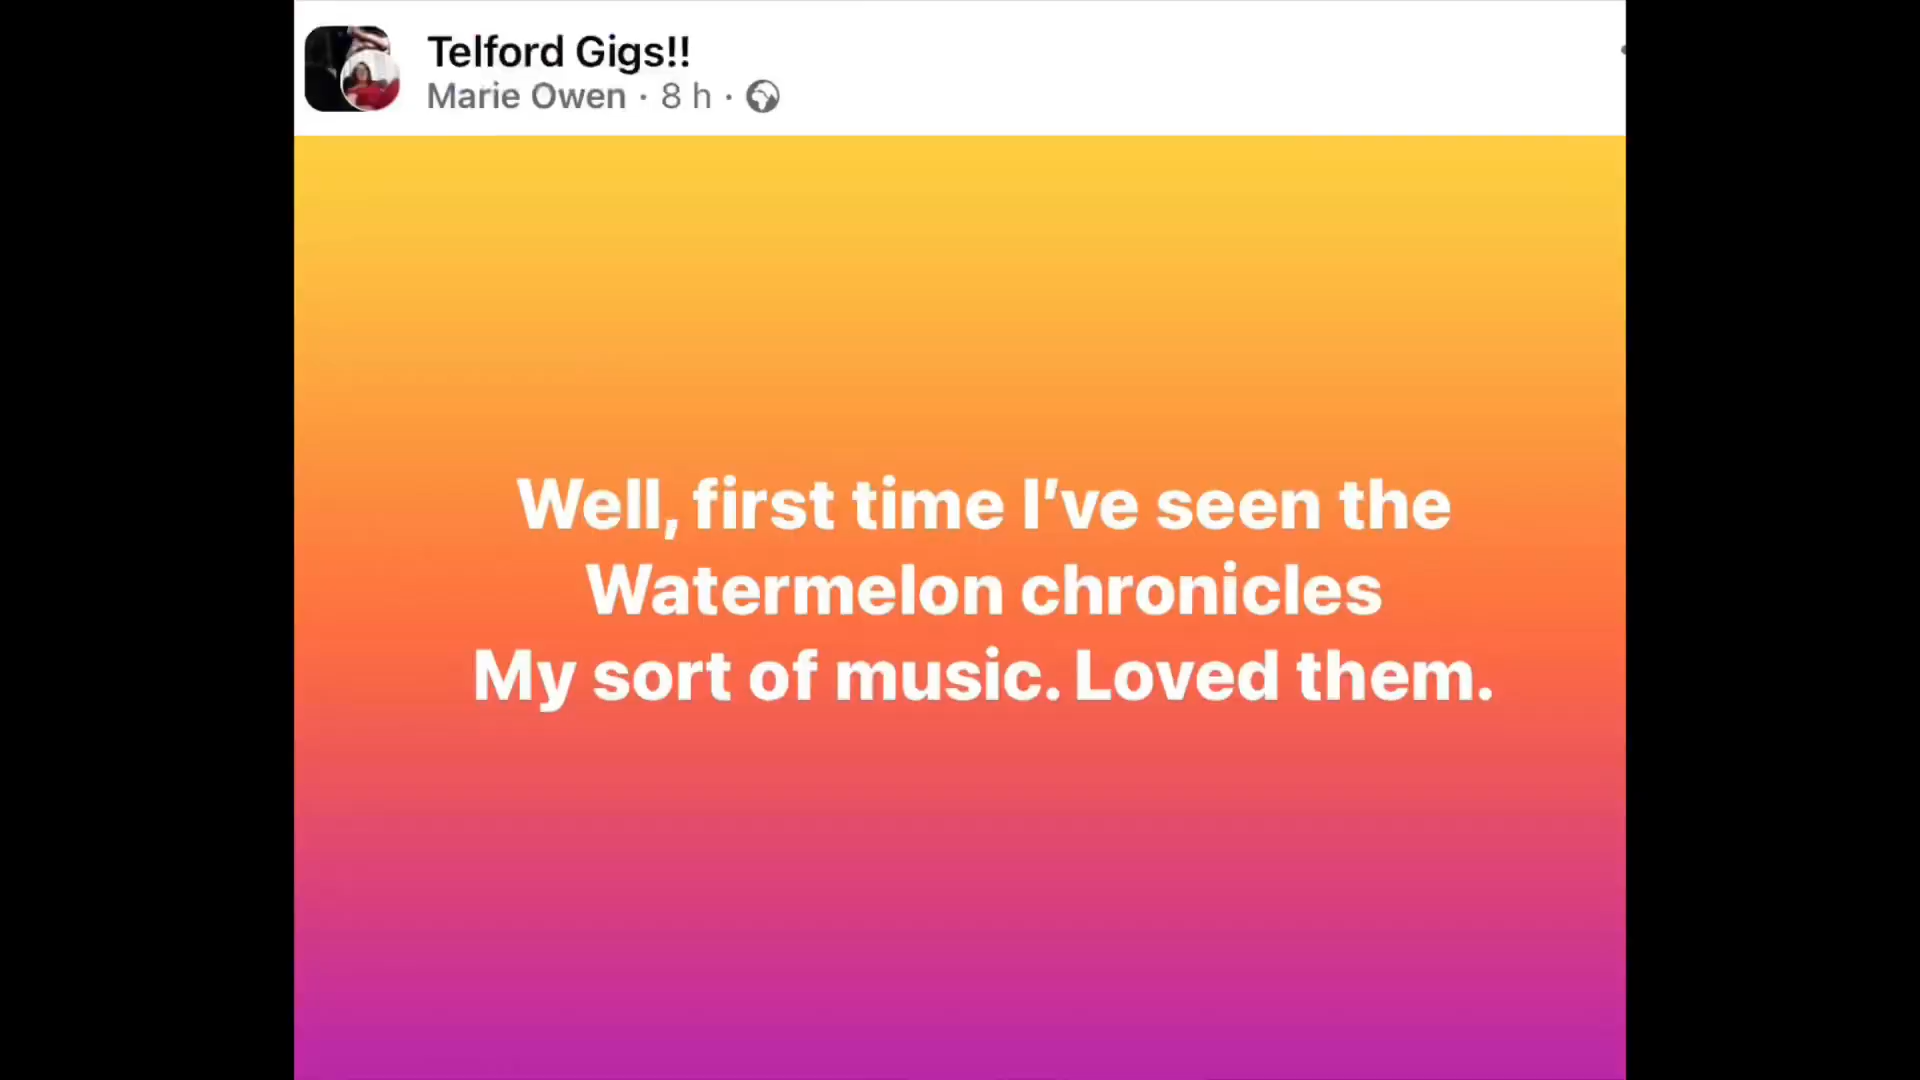 Telford Gigs!!
Marie Owen · 8 h ·
Well, first time I've seen the
Watermelon chronicles
My sort of music. Loved them.